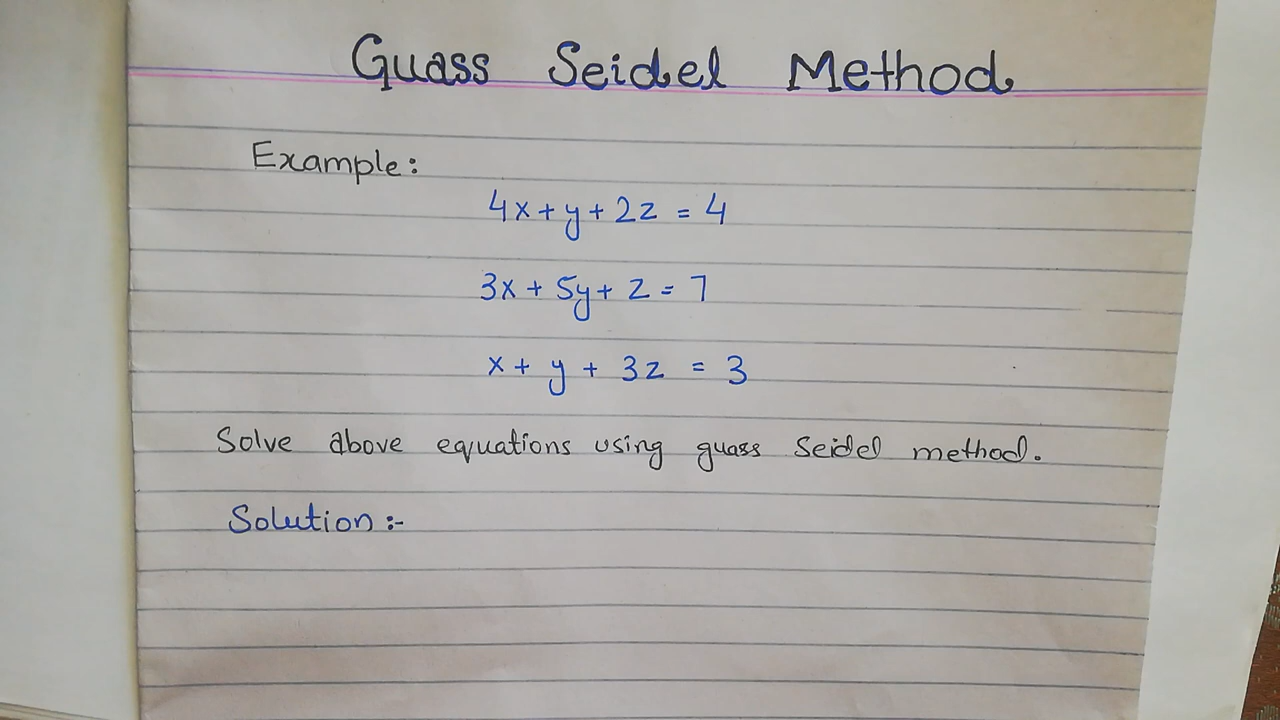 Guass Seidel Method
Example:
4x + y + 2z = 4
3x + 5y + z = 7
x + y + 3z = 3
Solve above equations using guass Seidel method.
Solution :-